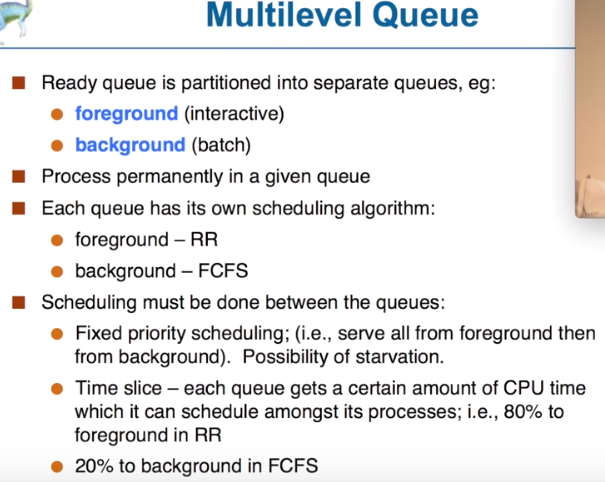 Multilevel Queue
■ Ready queue is partitioned into separate queues, eg:
● foreground (interactive)
● background (batch)
■ Process permanently in a given queue
■ Each queue has its own scheduling algorithm:
● foreground – RR
● background – FCFS
■ Scheduling must be done between the queues:
● Fixed priority scheduling; (i.e., serve all from foreground then
from background). Possibility of starvation.
● Time slice – each queue gets a certain amount of CPU time
which it can schedule amongst its processes; i.e., 80% to
foreground in RR
● 20% to background in FCFS